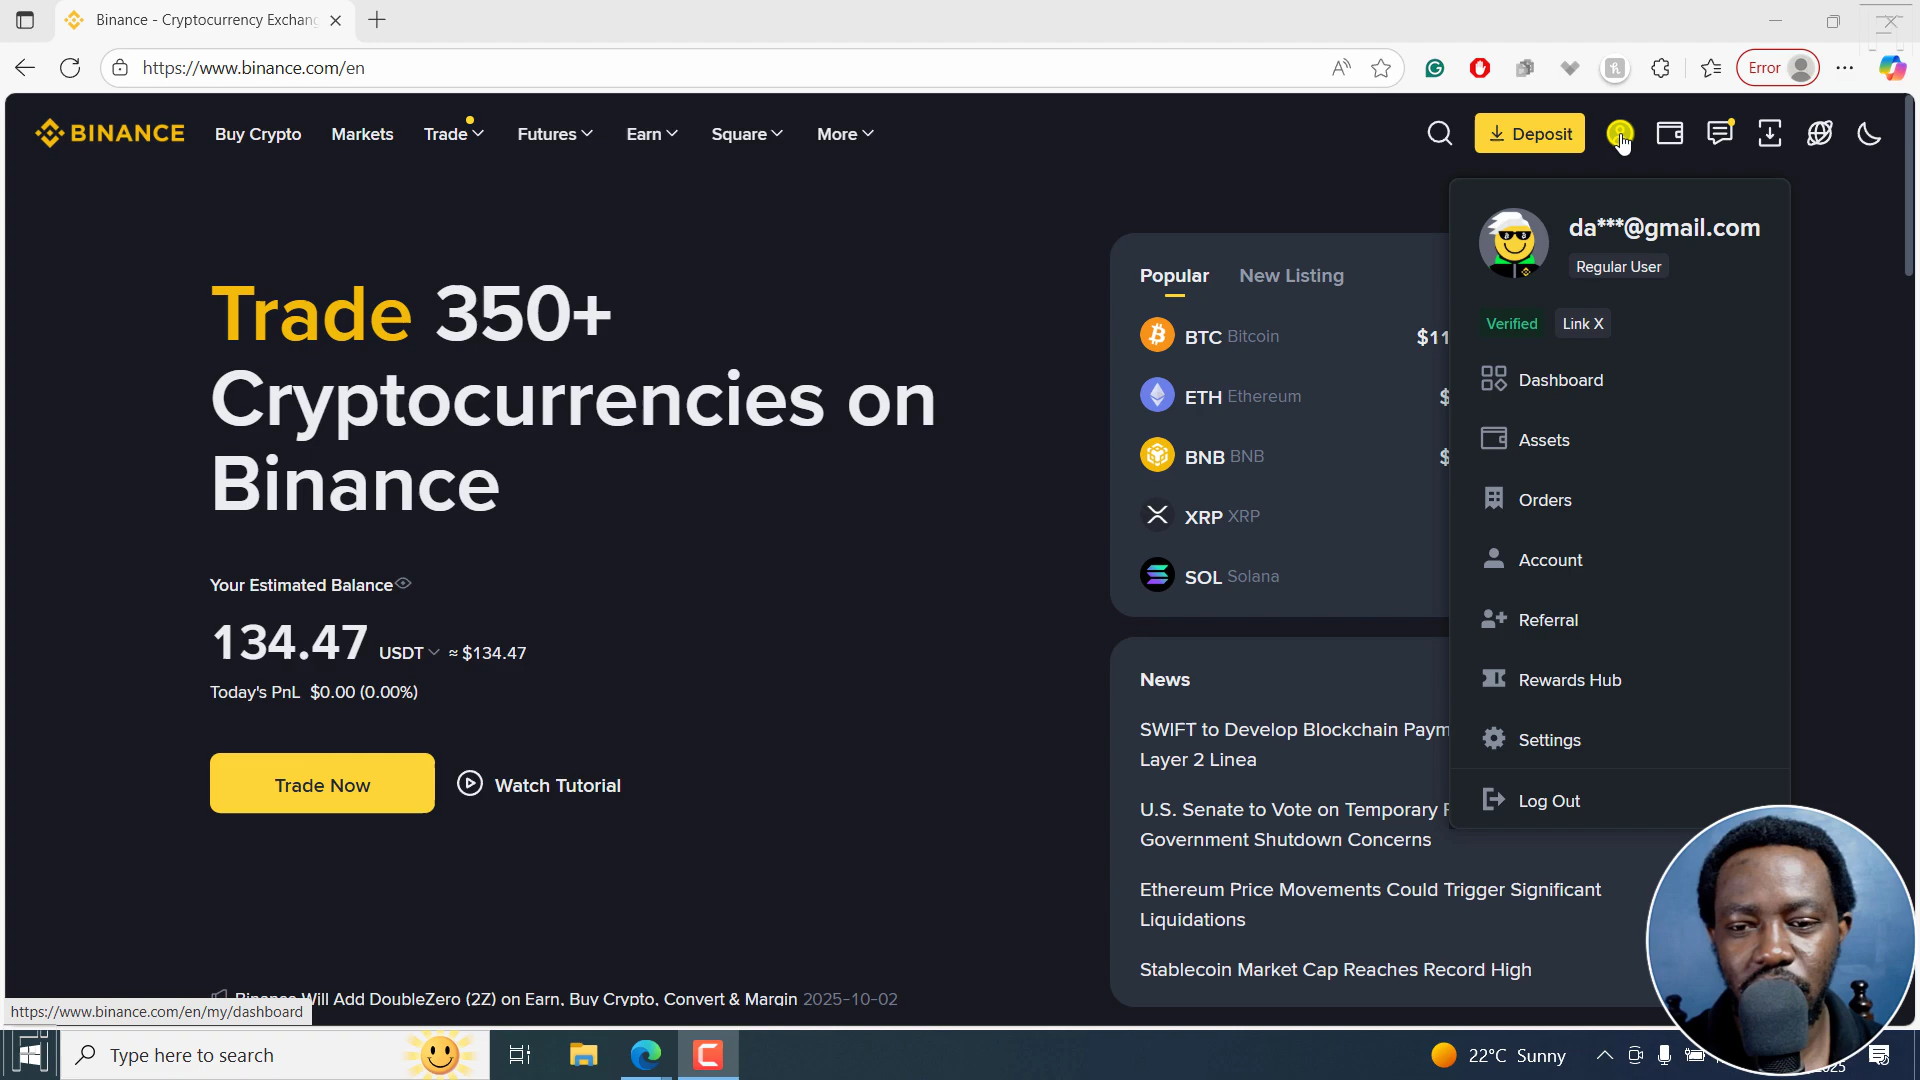 Binance - Cryptocurrency Exchan
https://www.binance.com/en
Error
BINANCE
Buy Crypto
Markets
Trade
Futures
Earn
Square
More
Deposit
da***@gmail.com
Regular User
Verified
Link X
Dashboard
Assets
Orders
Account
Referral
Rewards Hub
Settings
Log Out
Trade 350+
Cryptocurrencies on
Binance
Your Estimated Balance
134.47 USDT ≈ $134.47
Today's PnL $0.00 (0.00%)
Trade Now
Watch Tutorial
Popular
New Listing
BTC Bitcoin $11
ETH Ethereum $
BNB BNB $
XRP XRP
SOL Solana
News
SWIFT to Develop Blockchain Paym
Layer 2 Linea
U.S. Senate to Vote on Temporary F
Government Shutdown Concerns
Ethereum Price Movements Could Trigger Significant
Liquidations
Stablecoin Market Cap Reaches Record High
Binance Will Add DoubleZero (2Z) on Earn, Buy Crypto, Convert & Margin 2025-10-02
https://www.binance.com/en/my/dashboard
Type here to search
22°C Sunny